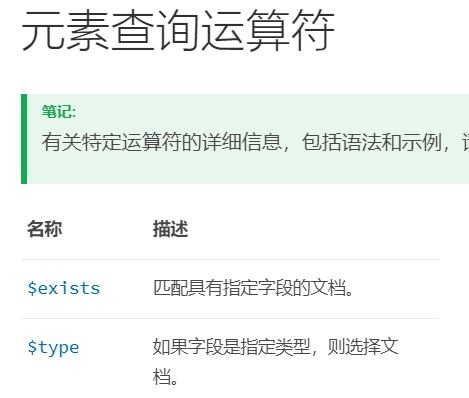 元素查询运算符
笔记:
有关特定运算符的详细信息，包括语法和示例，
名称 描述
$exists 匹配具有指定字段的文档。
$type 如果字段是指定类型，则选择文
档。